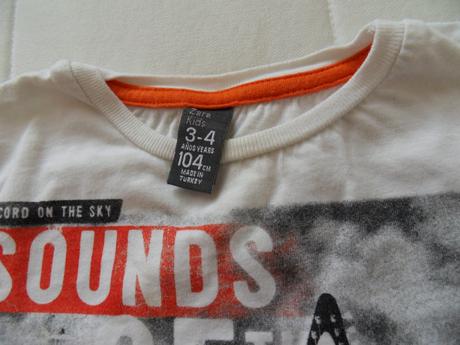 Zara
Kids
3-4
AÑOS YEARS
104CM
MADE IN
TURKEY
CORD ON THE SKY
SOUNDS